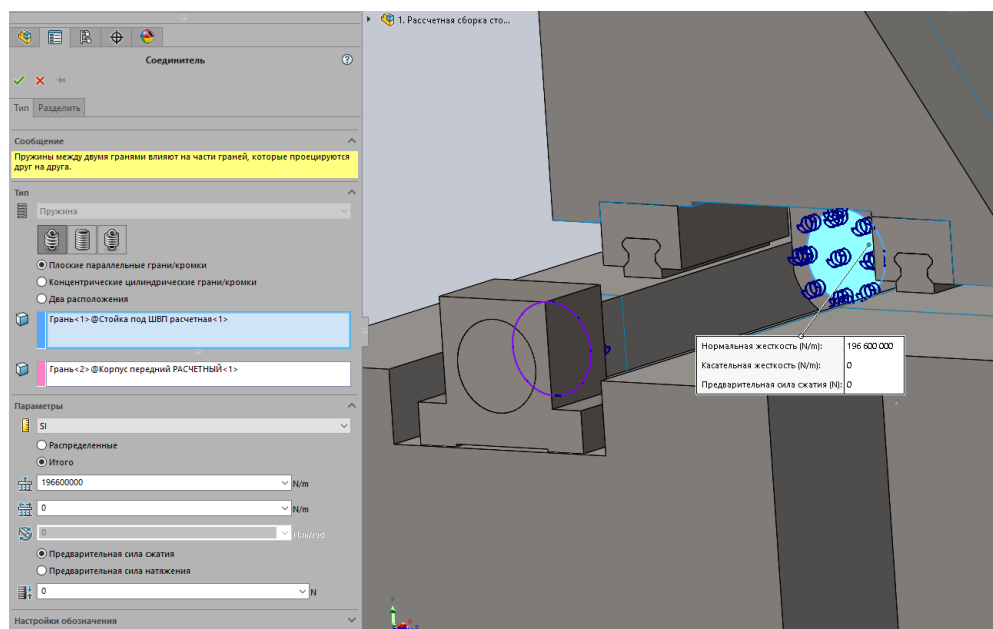 1. Рассчетная сборка сто...
Соединитель
Тип Разделить
Сообщение
Пружины между двумя гранями влияют на части граней, которые проецируются
друг на друга.
Тип
Пружина
Плоские параллельные грани/кромки
Концентрические цилиндрические грани/кромки
Два расположения
Грань<1>@Стойка под ШВП расчетная<1>
Грань<2>@Корпус передний РАСЧЕТНЫЙ<1>
Параметры
SI
Распределенные
Итого
196600000 N/m
0 N/m
0 N.m/rad
Предварительная сила сжатия
Предварительная сила натяжения
0 N
Настройки обозначения
Нормальная жесткость (N/m): 196 600 000
Касательная жесткость (N/m): 0
Предварительная сила сжатия (N): 0
Y